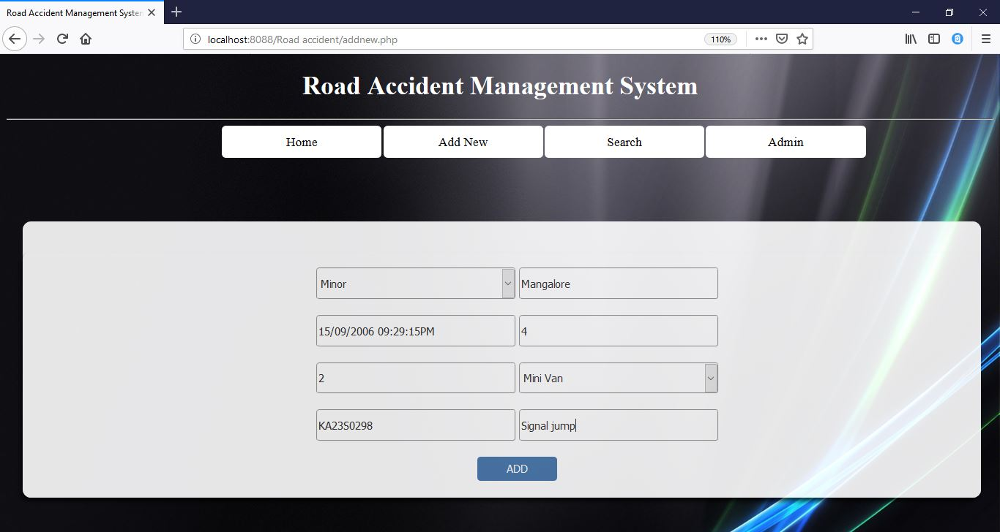 Road Accident Management System
localhost:8088/Road accident/addnew.php 110%
Road Accident Management System
Home Add New Search Admin
Minor Mangalore
15/09/2006 09:29:15PM 4
2 Mini Van
KA23S0298 Signal jump
ADD